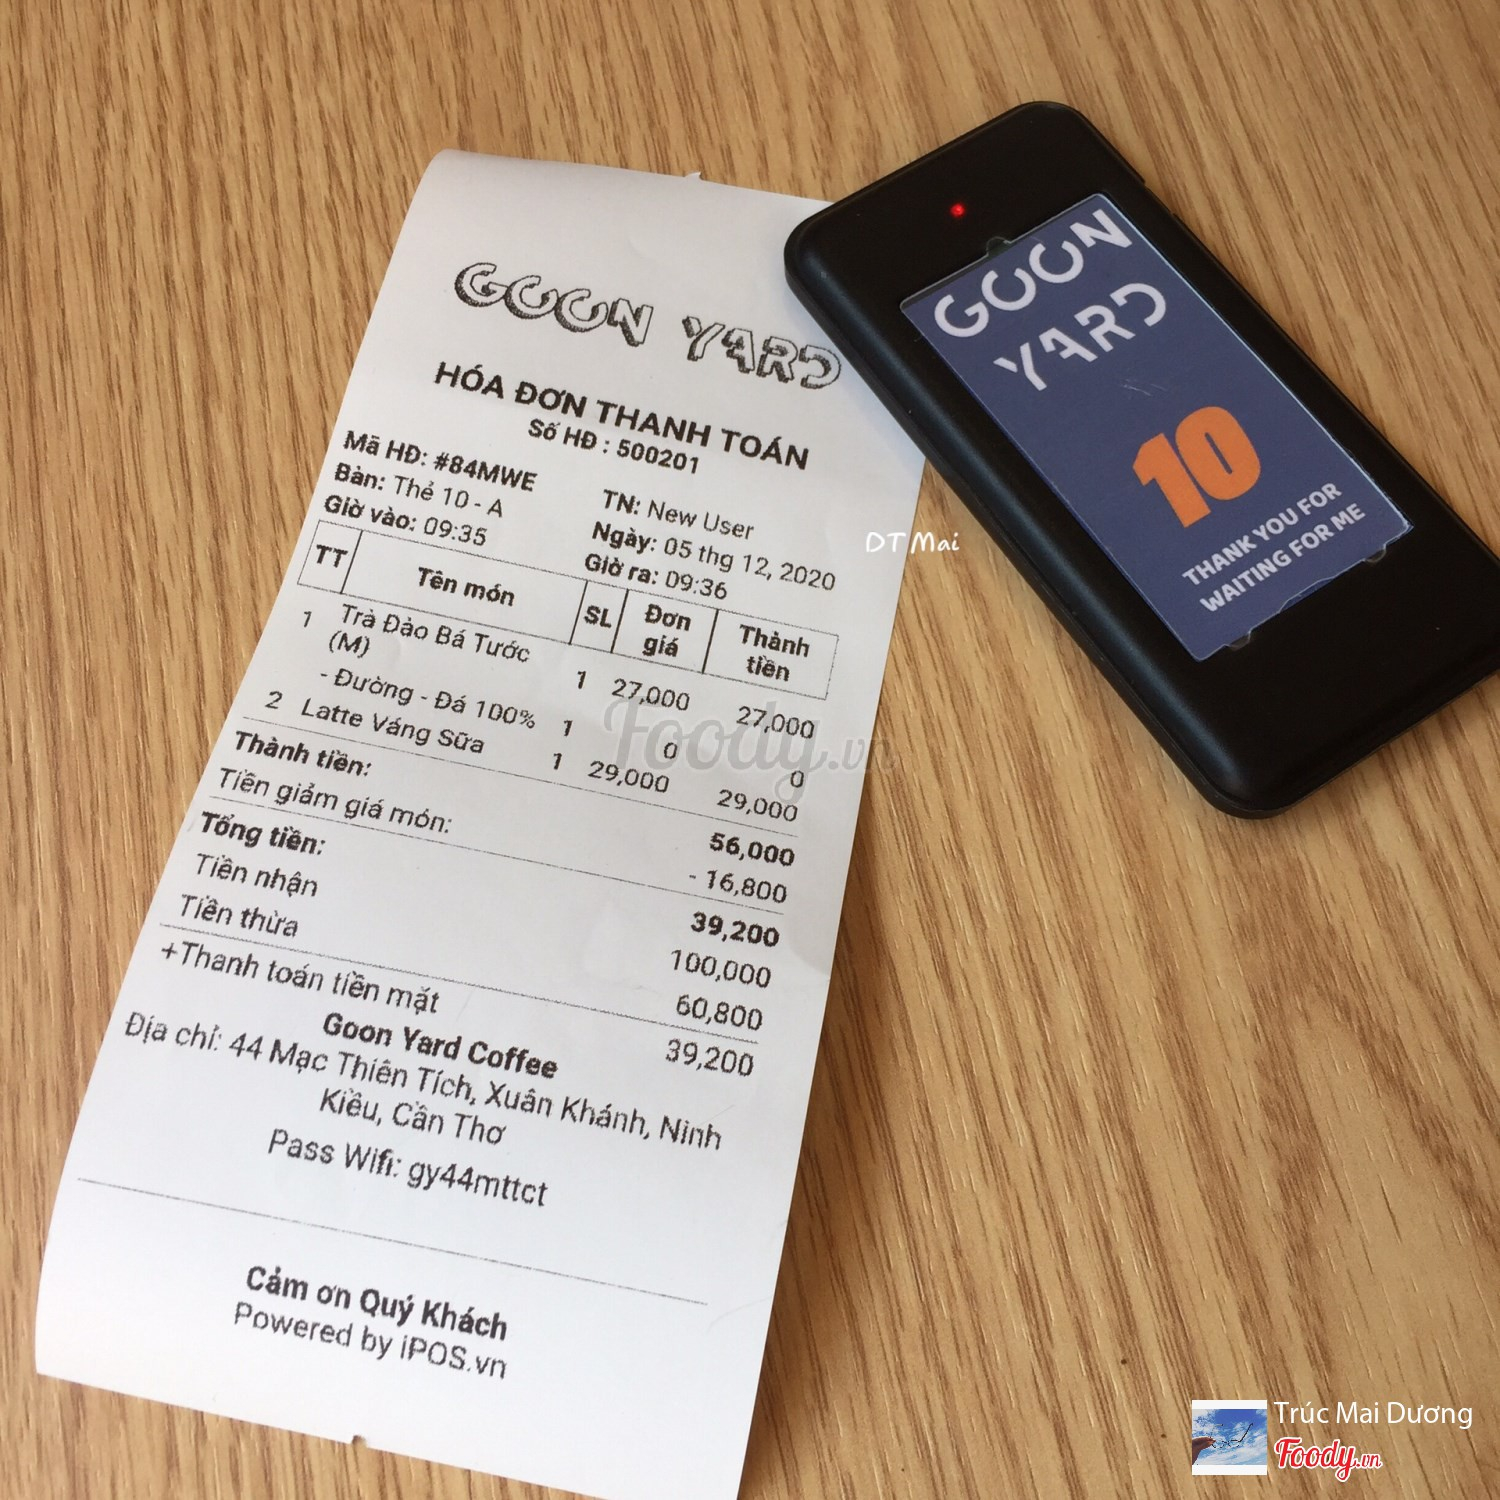 GOON YARD
HÓA ĐƠN THANH TOÁN
Số HĐ : 500201
Mã HĐ: #84MWE
TN: New User
Bàn: Thẻ 10 - A
Ngày: 05 thg 12, 2020
Giờ vào: 09:35
Giờ ra: 09:36
TT Tên món SL Đơn giá Thành tiền
1 Trà Đào Bá Tước (M) 1 27,000 27,000
- Đường - Đá 100% 1 0 0
2 Latte Váng Sữa 1 29,000 29,000
Thành tiền: 56,000
Tiền giảm giá món: - 16,800
Tổng tiền: 39,200
Tiền nhận 100,000
Tiền thừa 60,800
+Thanh toán tiền mặt 39,200
Goon Yard Coffee
Địa chỉ: 44 Mạc Thiên Tích, Xuân Khánh, Ninh
Kiều, Cần Thơ
Pass Wifi: gy44mttct
Cảm ơn Quý Khách
Powered by iPOS.vn
GOON
YARD
10
THANK YOU FOR
WAITING FOR ME
DT Mai
Foody.vn
Trúc Mai Dương
Foody.vn